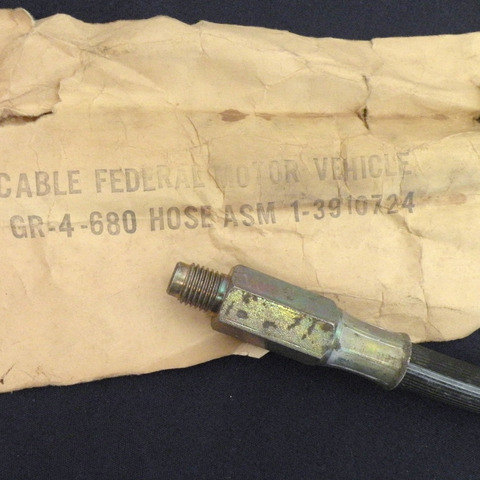 CABLE FEDERAL MOTOR VEHICLE
GR-4-680 HOSE ASM 1-3910724